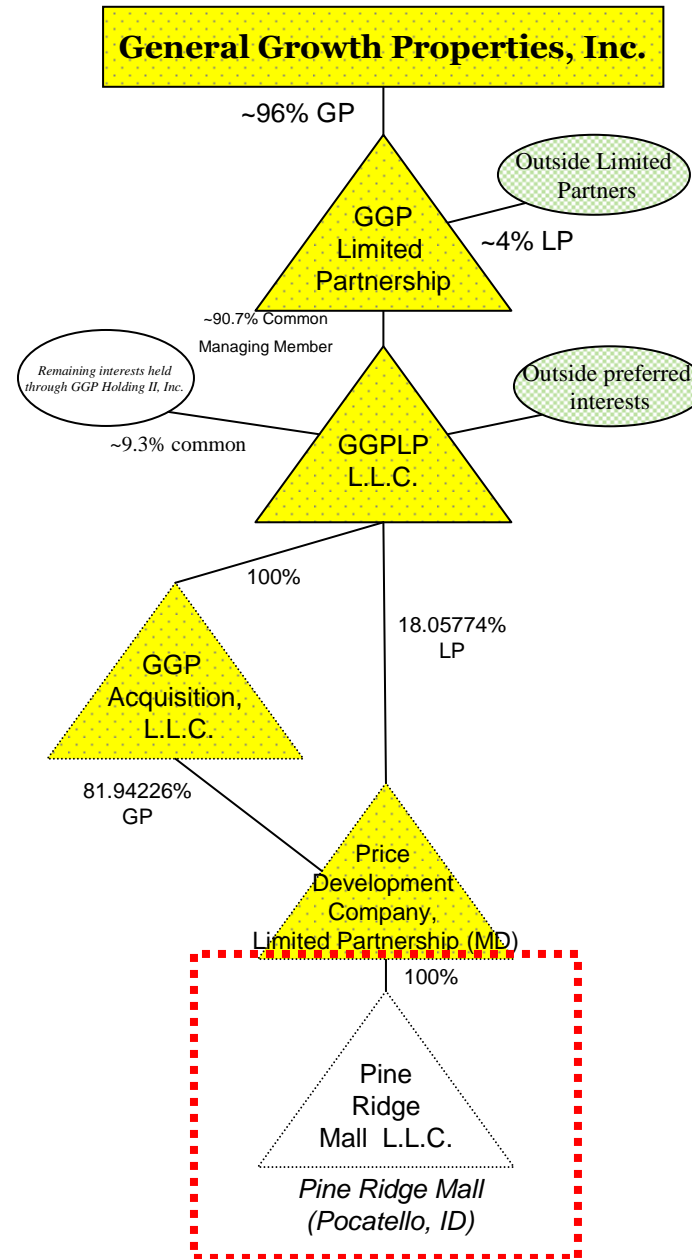 General Growth Properties, Inc.
~96% GP
Outside Limited
Partners
GGP
Limited
Partnership
~4% LP
~90.7% Common
Managing Member
Remaining interests held
through GGP Holding II, Inc.
Outside preferred
interests
~9.3% common
GGPLP
L.L.C.
100%
18.05774%
LP
GGP
Acquisition,
L.L.C.
81.94226%
GP
Price
Development
Company,
Limited Partnership (MD)
100%
Pine
Ridge
Mall L.L.C.
Pine Ridge Mall
(Pocatello, ID)